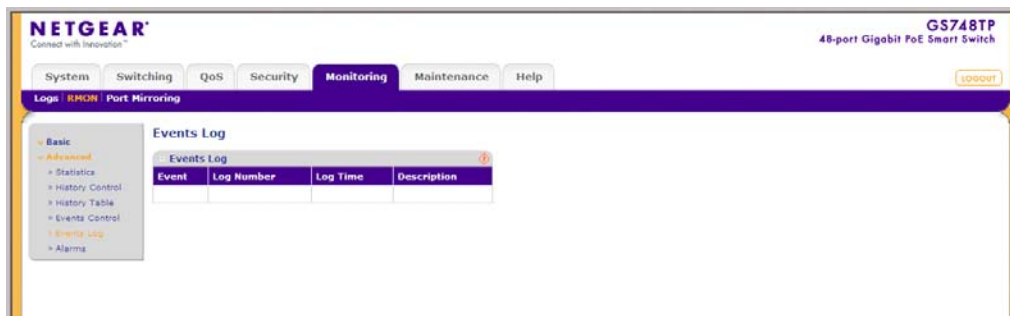 NETGEAR®
Connect with Innovation™
GS748TP
48-port Gigabit PoE Smart Switch
System Switching QoS Security Monitoring Maintenance Help
LOGOUT
Logs RMON Port Mirroring
Basic
Advanced
Statistics
History Control
History Table
Events Control
Events Log
Alarms
Events Log
Events Log
Event Log Number Log Time Description